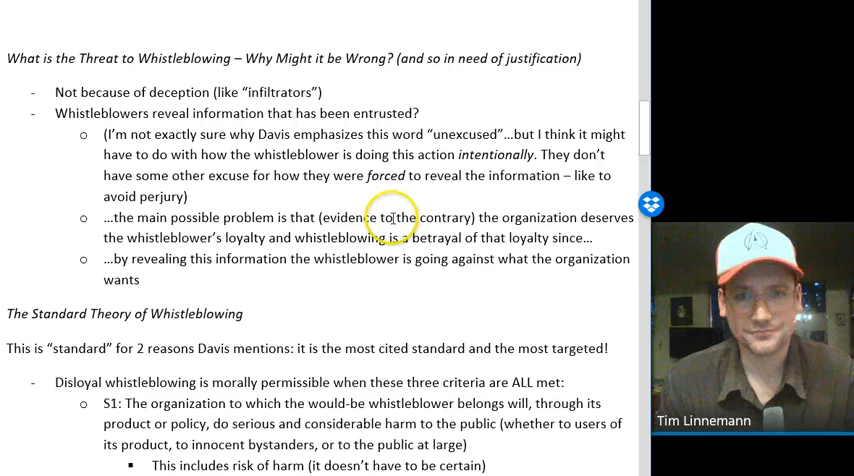 What is the Threat to Whistleblowing – Why Might it be Wrong? (and so in need of justification)
- Not because of deception (like “infiltrators”)
- Whistleblowers reveal information that has been entrusted?
o (I’m not exactly sure why Davis emphasizes this word “unexcused”...but I think it might
have to do with how the whistleblower is doing this action intentionally. They don’t
have some other excuse for how they were forced to reveal the information – like to
avoid perjury)
o ...the main possible problem is that (evidence to the contrary) the organization deserves
the whistleblower’s loyalty and whistleblowing is a betrayal of that loyalty since...
o ...by revealing this information the whistleblower is going against what the organization
wants
The Standard Theory of Whistleblowing
This is “standard” for 2 reasons Davis mentions: it is the most cited standard and the most targeted!
- Disloyal whistleblowing is morally permissible when these three criteria are ALL met:
o S1: The organization to which the would-be whistleblower belongs will, through its
product or policy, do serious and considerable harm to the public (whether to users of
its product, to innocent bystanders, or to the public at large)
▪ This includes risk of harm (it doesn’t have to be certain)
Tim Linnemann